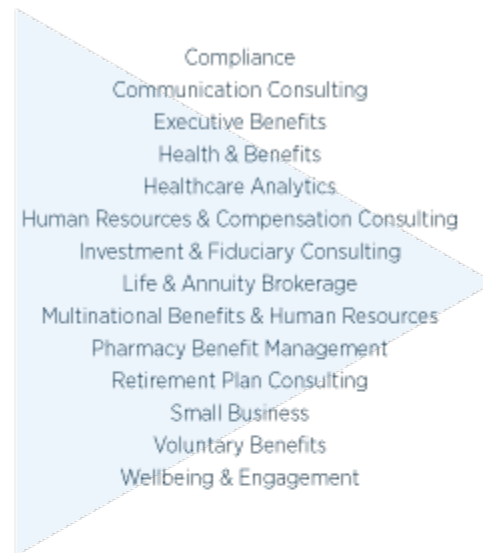 Compliance
Communication Consulting
Executive Benefits
Health & Benefits
Healthcare Analytics
Human Resources & Compensation Consulting
Investment & Fiduciary Consulting
Life & Annuity Brokerage
Multinational Benefits & Human Resources
Pharmacy Benefit Management
Retirement Plan Consulting
Small Business
Voluntary Benefits
Wellbeing & Engagement